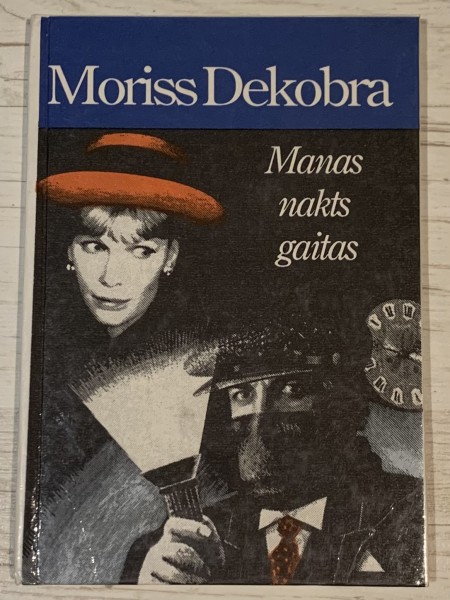 Moriss Dekobra
Manas
nakts
gaitas